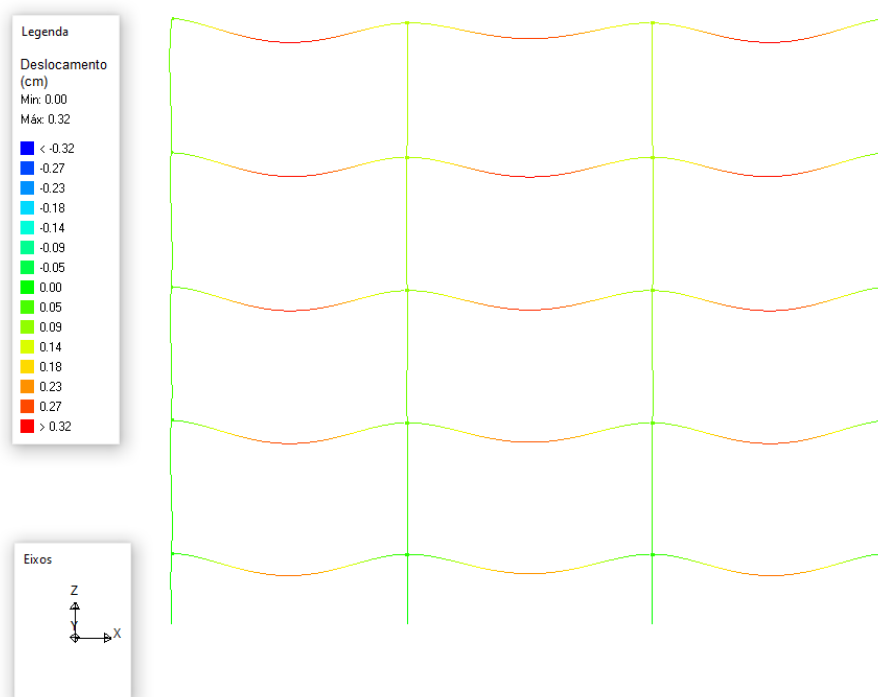 Legenda
Deslocamento
(cm)
Min: 0.00
Máx: 0.32
< -0.32
-0.27
-0.23
-0.18
-0.14
-0.09
-0.05
0.00
0.05
0.09
0.14
0.18
0.23
0.27
> 0.32
Eixos
Z
Y
X